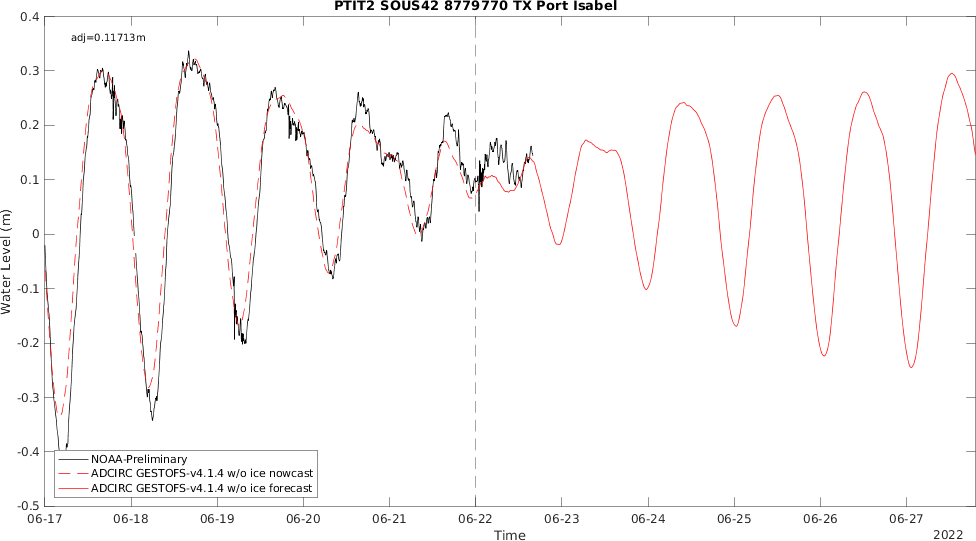 PTIT2 SOUS42 8779770 TX Port Isabel
adj=0.11713m
0.4
0.3
0.2
0.1
0
-0.1
-0.2
-0.3
-0.4
-0.5
Water Level (m)
NOAA-Preliminary
ADCIRC GESTOFS-v4.1.4 w/o ice nowcast
ADCIRC GESTOFS-v4.1.4 w/o ice forecast
06-17 06-18 06-19 06-20 06-21 06-22 06-23 06-24 06-25 06-26 06-27
Time
2022